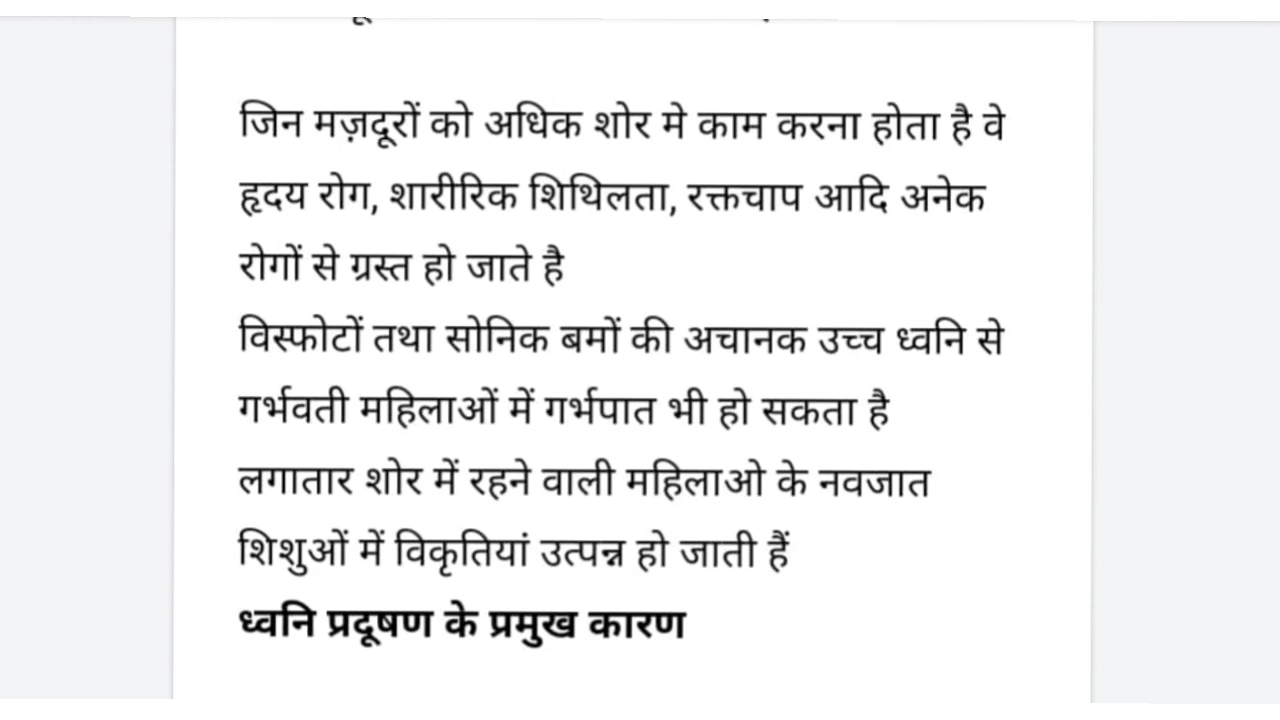 जिन मज़दूरों को अधिक शोर मे काम करना होता है वे
हृदय रोग, शारीरिक शिथिलता, रक्तचाप आदि अनेक
रोगों से ग्रस्त हो जाते है
विस्फोटों तथा सोनिक बमों की अचानक उच्च ध्वनि से
गर्भवती महिलाओं में गर्भपात भी हो सकता है
लगातार शोर में रहने वाली महिलाओ के नवजात
शिशुओं में विकृतियां उत्पन्न हो जाती हैं
ध्वनि प्रदूषण के प्रमुख कारण